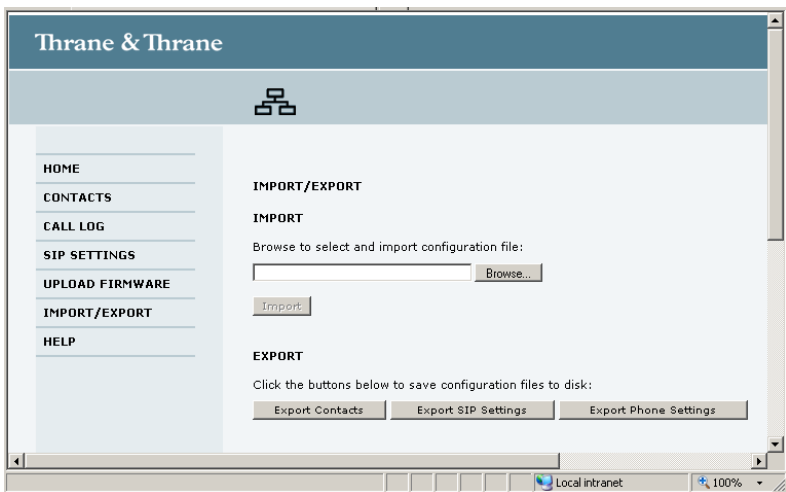 Thrane & Thrane
HOME
CONTACTS
CALL LOG
SIP SETTINGS
UPLOAD FIRMWARE
IMPORT/EXPORT
HELP
IMPORT/EXPORT
IMPORT
Browse to select and import configuration file:
Browse...
Import
EXPORT
Click the buttons below to save configuration files to disk:
Export Contacts Export SIP Settings Export Phone Settings
Local intranet 100%